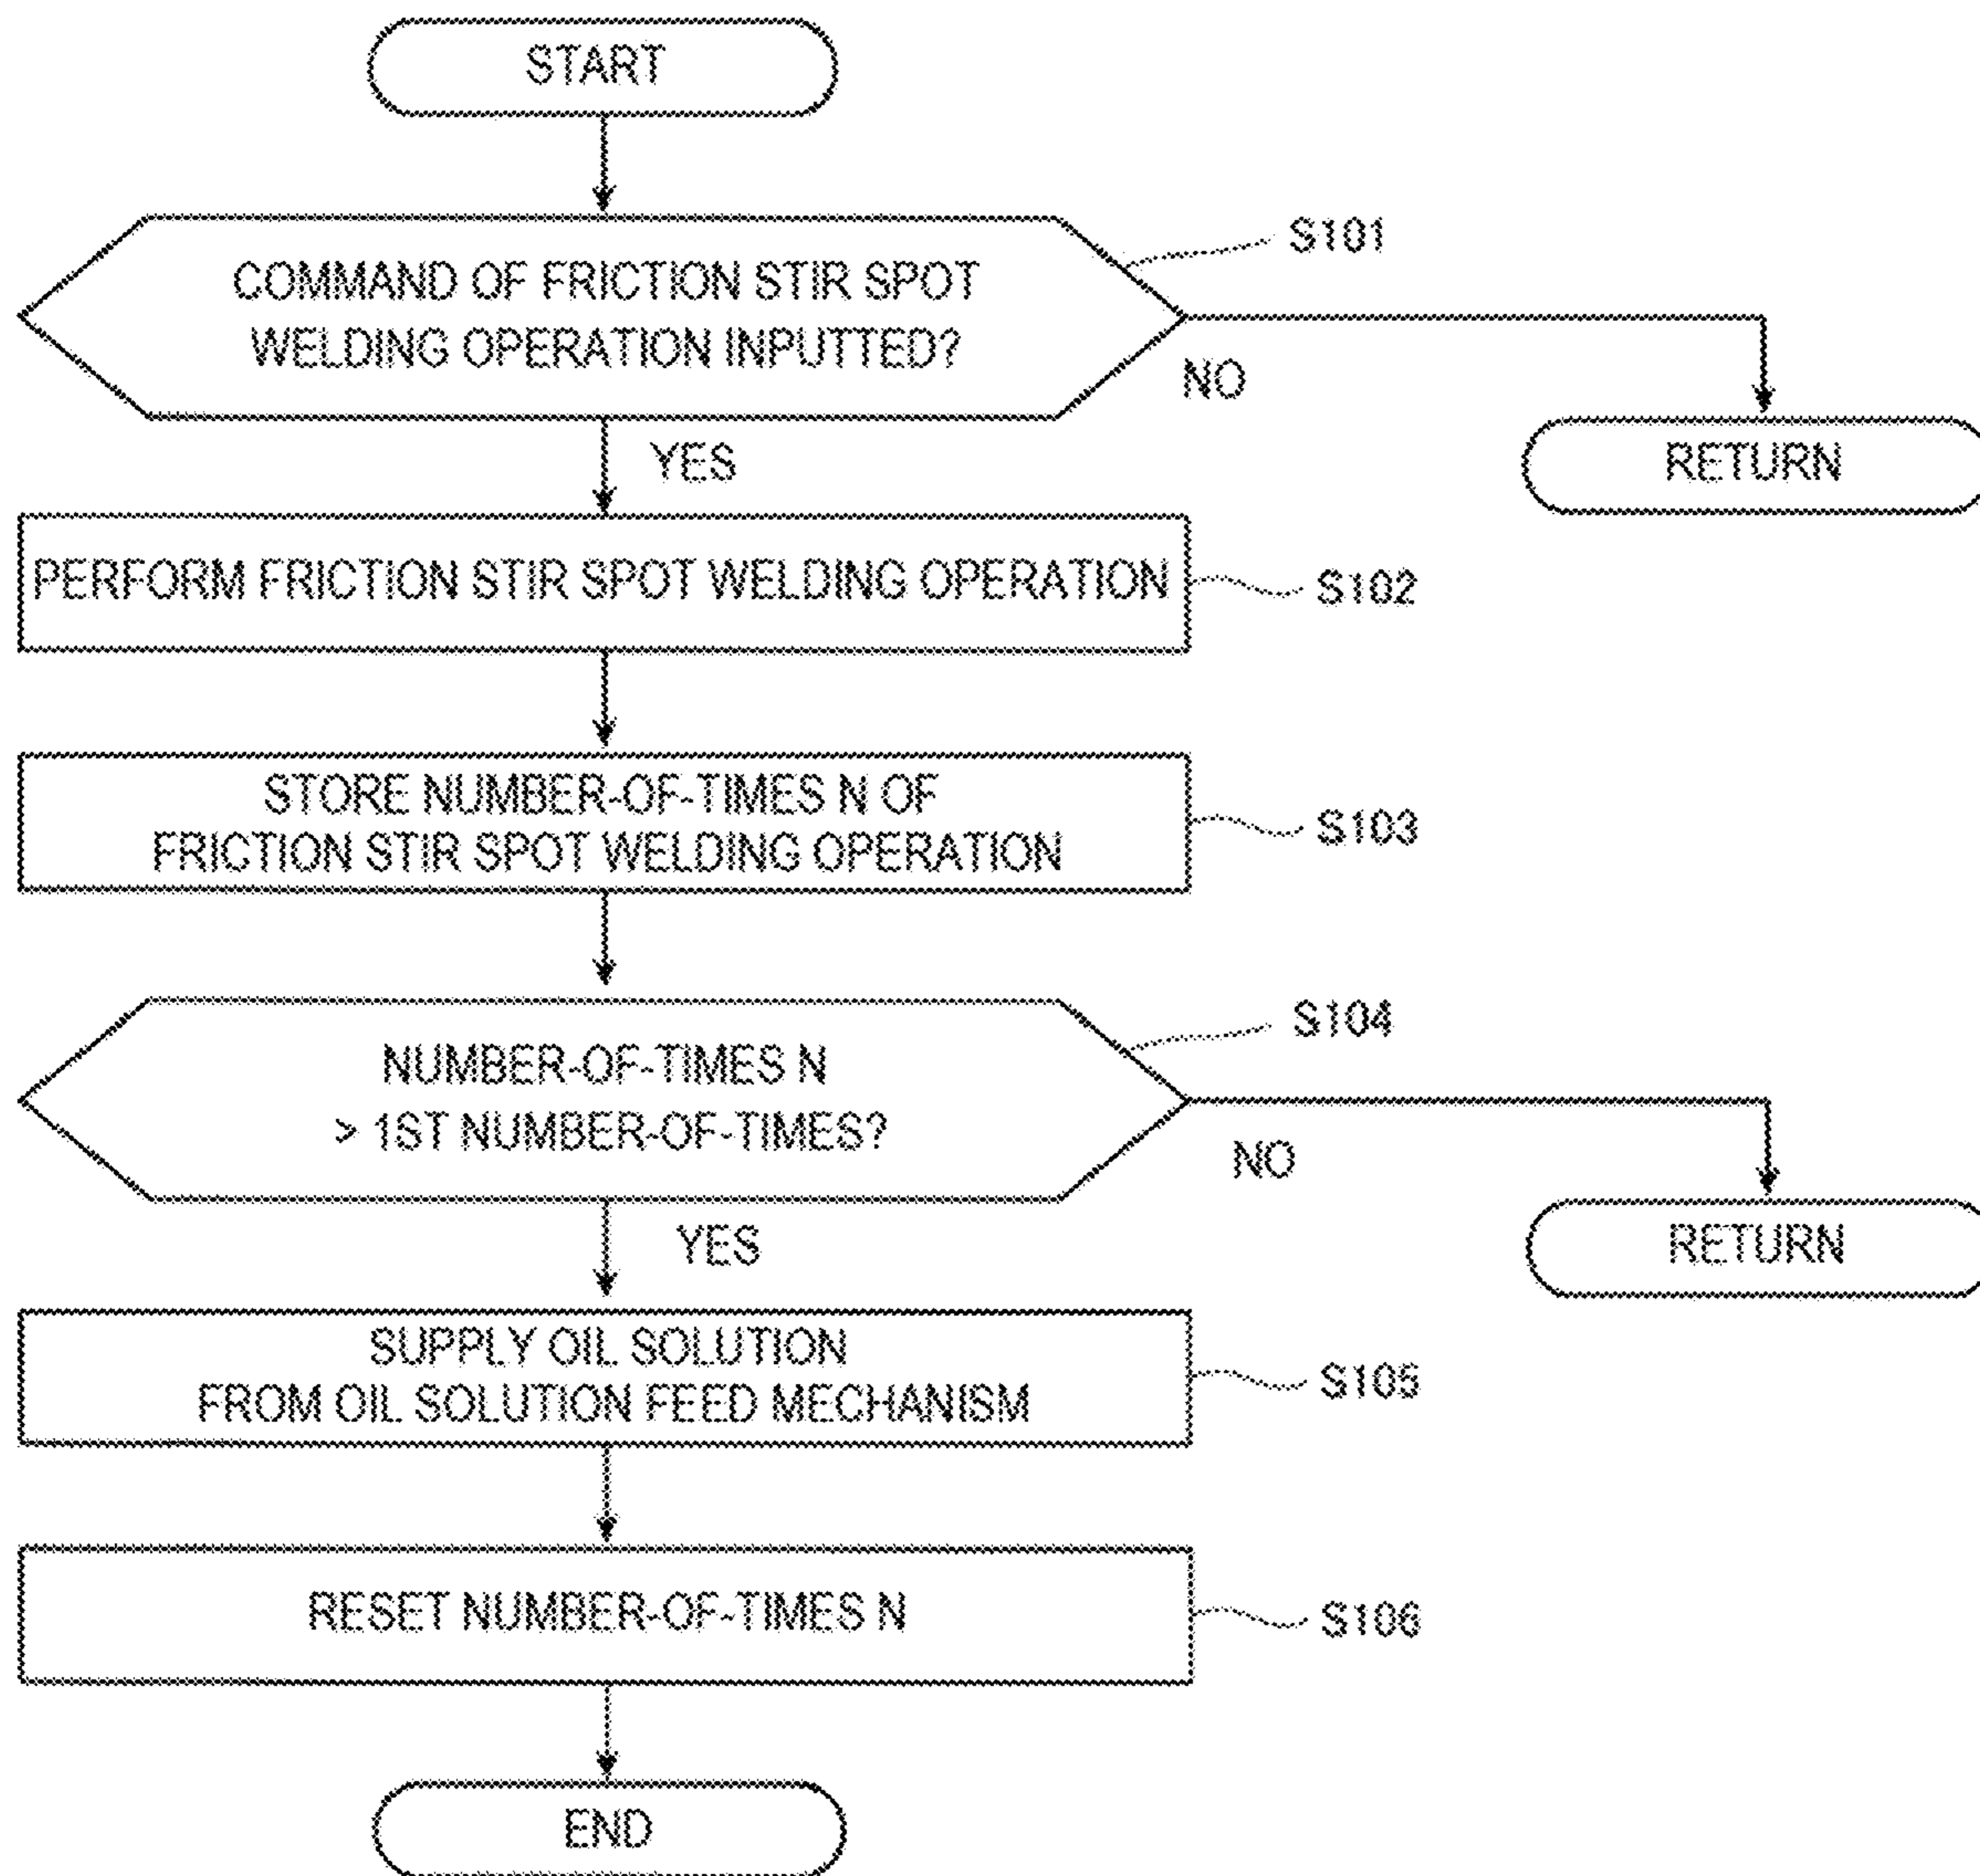 START
COMMAND OF FRICTION STIR SPOT
WELDING OPERATION INPUTTED?
S101
NO
RETURN
YES
PERFORM FRICTION STIR SPOT WELDING OPERATION
S102
STORE NUMBER-OF-TIMES N OF
FRICTION STIR SPOT WELDING OPERATION
S103
NUMBER-OF-TIMES N
> 1ST NUMBER-OF-TIMES?
S104
NO
RETURN
YES
SUPPLY OIL SOLUTION
FROM OIL SOLUTION FEED MECHANISM
S105
RESET NUMBER-OF-TIMES N
S106
END